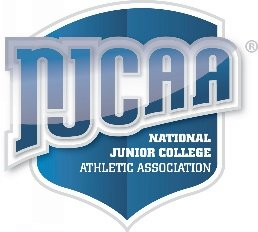 NJCAA®
NATIONAL
JUNIOR COLLEGE
ATHLETIC ASSOCIATION